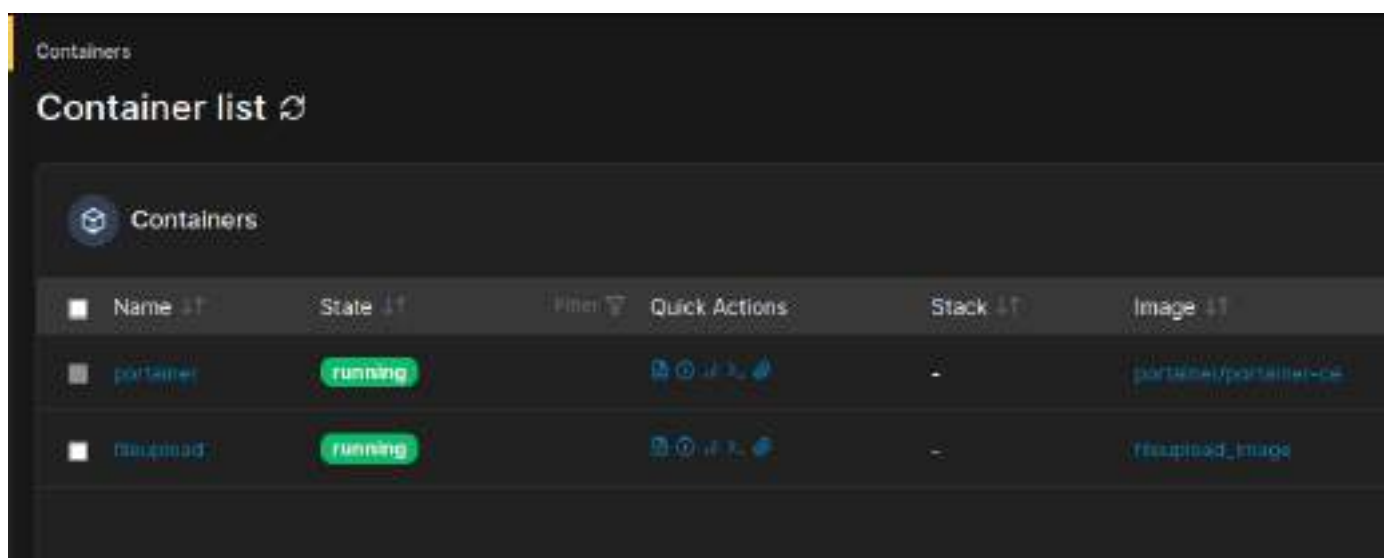 Containers
Container list
Containers
Name State Filter Quick Actions Stack Image
portainer running - portainer/portainer-ce
fileupload running - fileupload_image